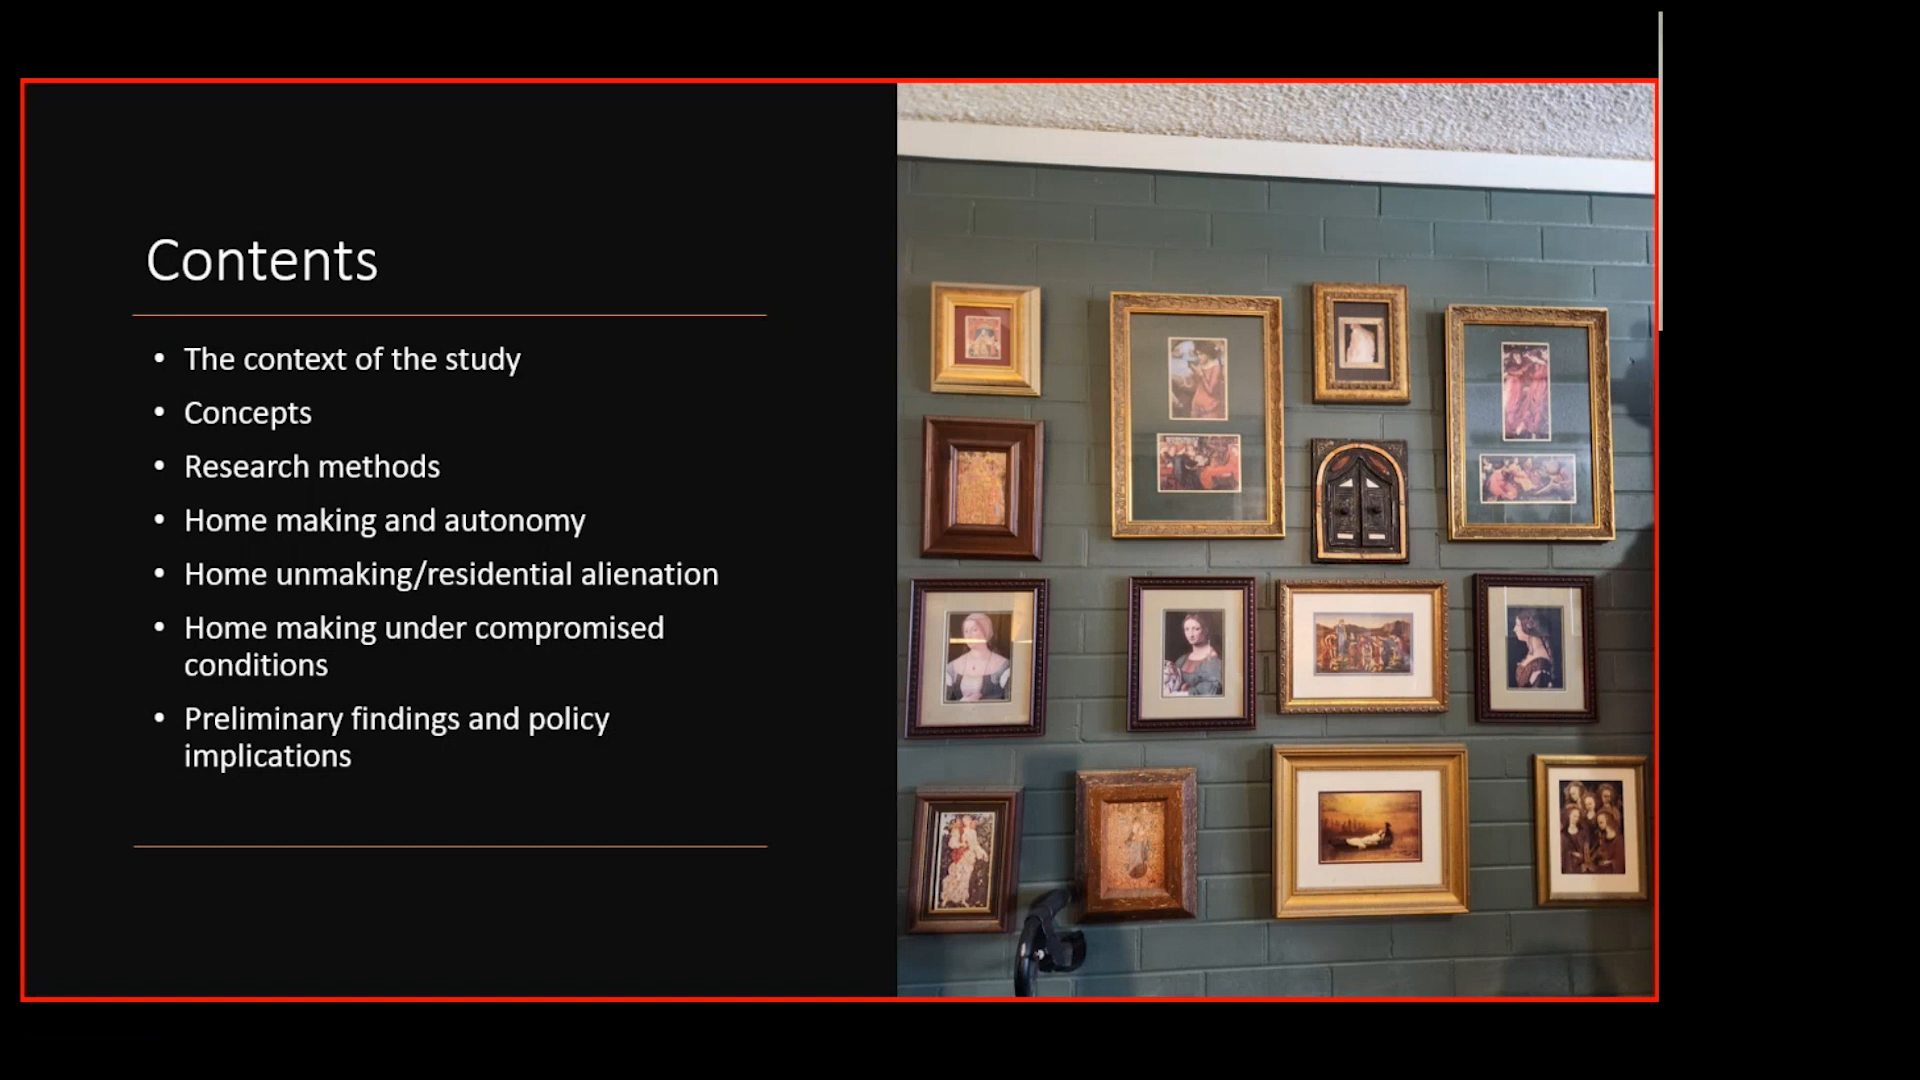 Contents
• The context of the study
• Concepts
• Research methods
• Home making and autonomy
• Home unmaking/residential alienation
• Home making under compromised
conditions
• Preliminary findings and policy
implications